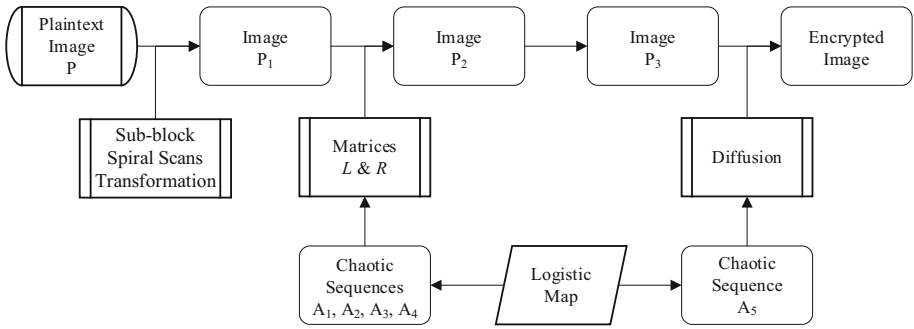 Plaintext
Image
P
Image
P₁
Image
P₂
Image
P₃
Encrypted
Image
Sub-block
Spiral Scans
Transformation
Matrices
L & R
Diffusion
Chaotic
Sequences
A₁, A₂, A₃, A₄
Logistic
Map
Chaotic
Sequence
A₅